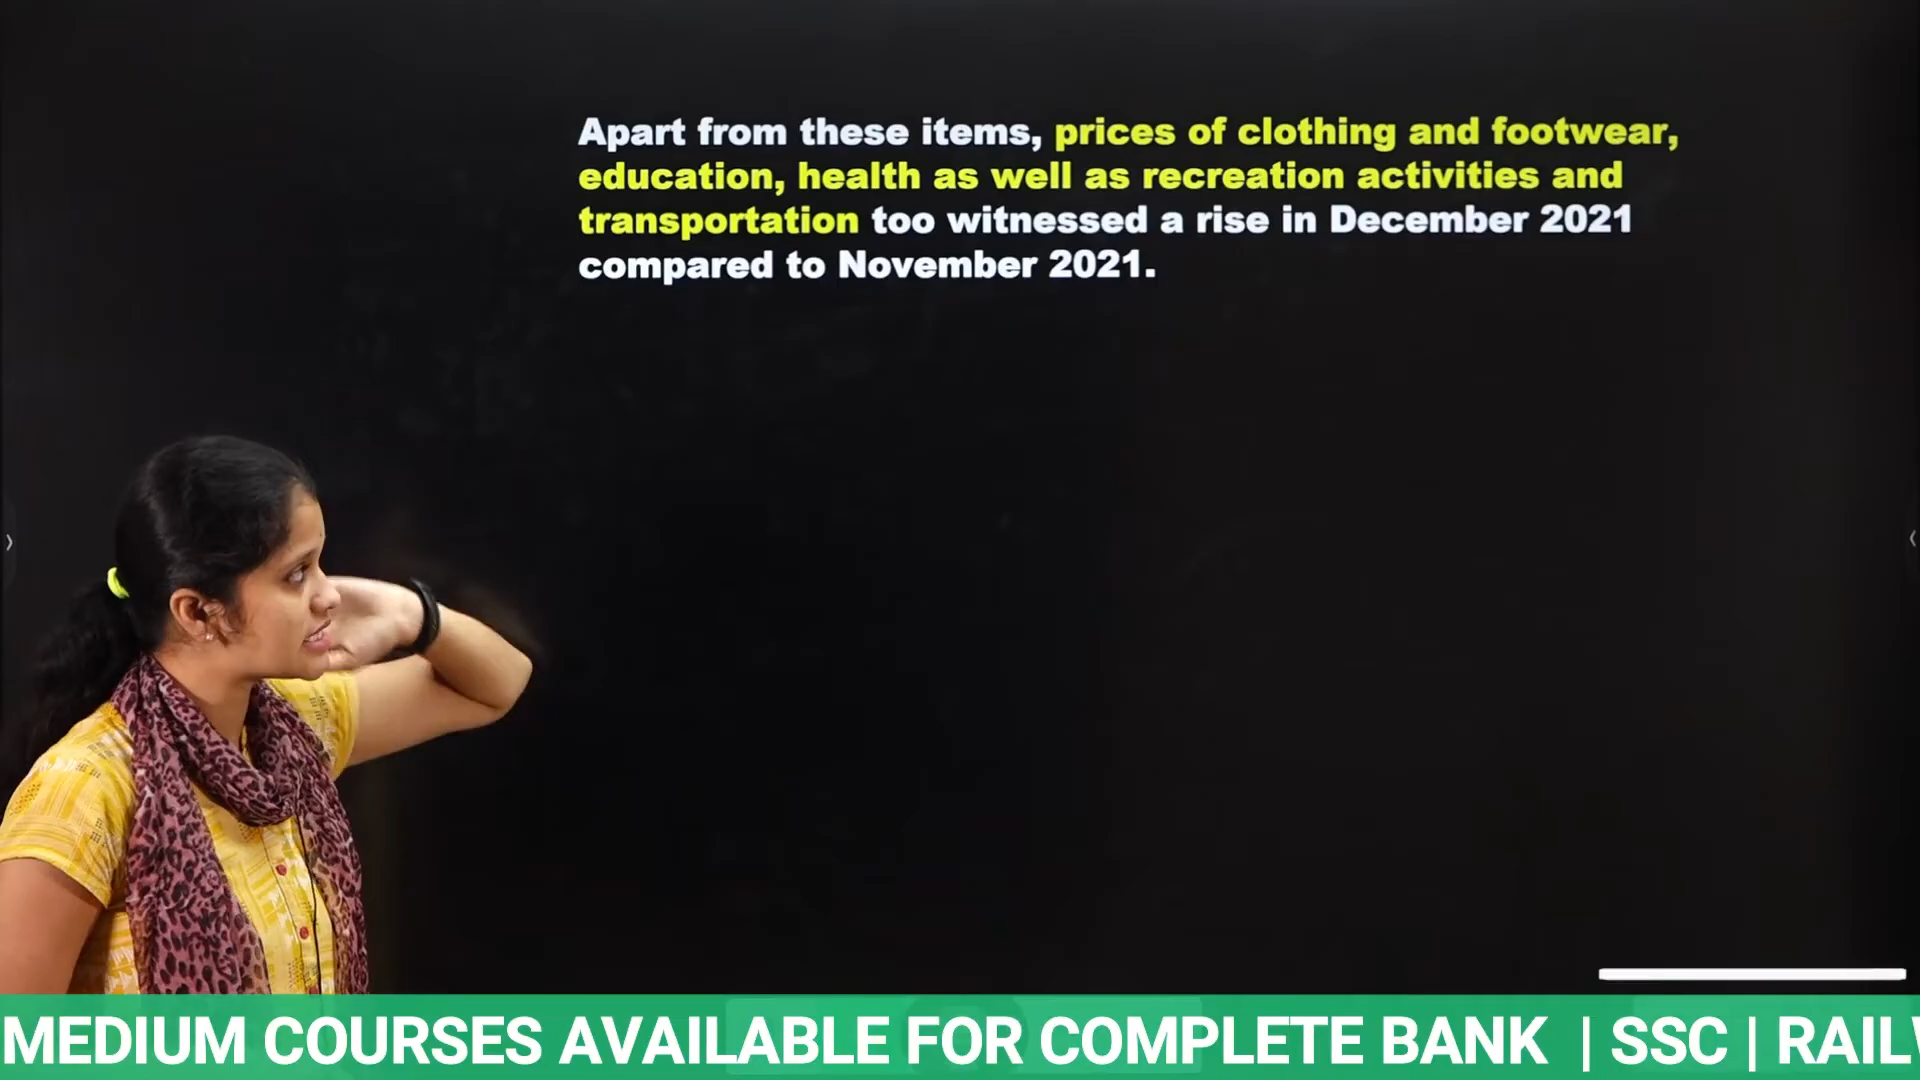 Apart from these items, prices of clothing and footwear,
education, health as well as recreation activities and
transportation too witnessed a rise in December 2021
compared to November 2021.
MEDIUM COURSES AVAILABLE FOR COMPLETE BANK | SSC |